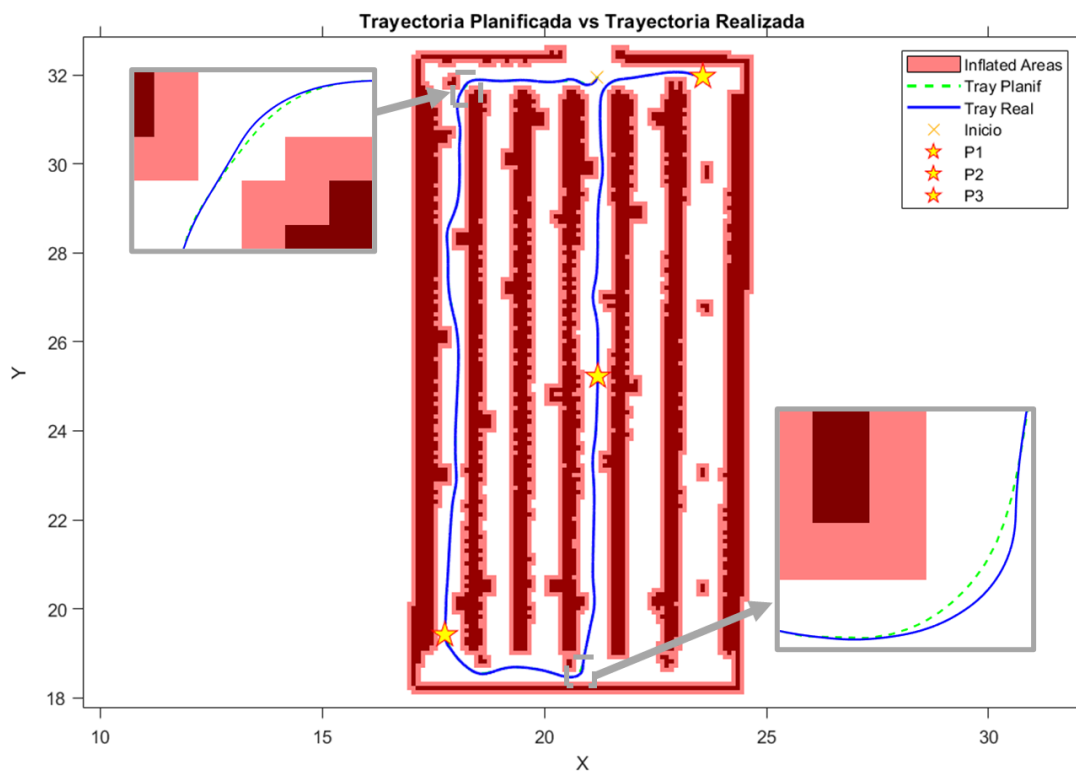 Trayectoria Planificada vs Trayectoria Realizada
Inflated Areas
Tray Planif
Tray Real
Inicio
P1
P2
P3
32
30
28
26
24
22
20
18
Y
10
15
20
25
30
X